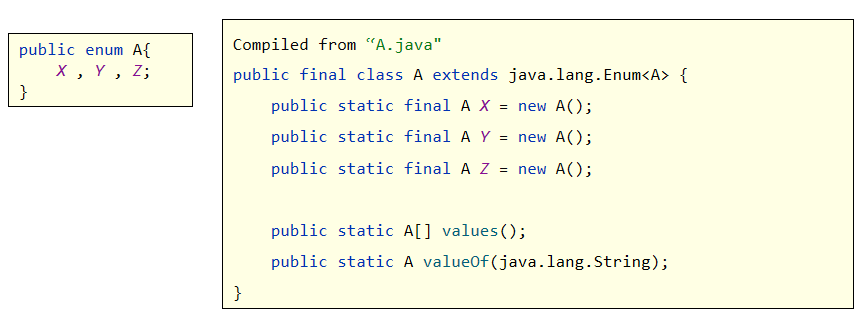 public enum A{
X , Y , Z;
}
Compiled from “A.java"
public final class A extends java.lang.Enum<A> {
public static final A X = new A();
public static final A Y = new A();
public static final A Z = new A();
public static A[] values();
public static A valueOf(java.lang.String);
}